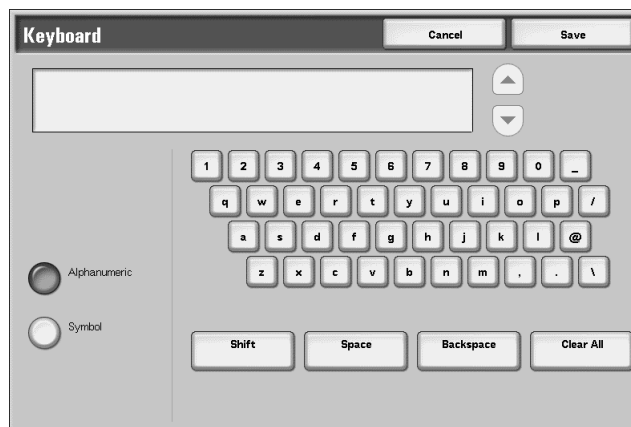 Keyboard Cancel Save
1 2 3 4 5 6 7 8 9 0 _
q w e r t y u i o p /
a s d f g h j k l @
z x c v b n m , . \
Alphanumeric
Symbol
Shift Space Backspace Clear All